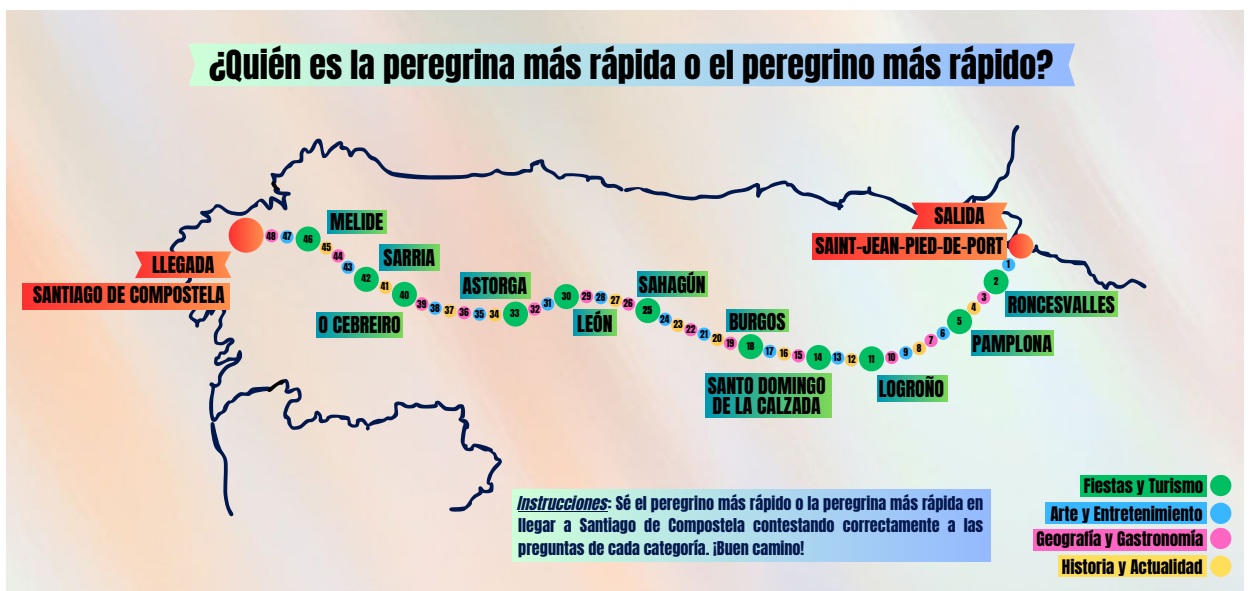 ¿Quién es la peregrina más rápida o el peregrino más rápido?
SALIDA
SAINT-JEAN-PIED-DE-PORT
1
2
RONCESVALLES
3
4
5
PAMPLONA
6
7
8
9
10
11
LOGROÑO
12
13
14
SANTO DOMINGO
DE LA CALZADA
15
16
17
18
BURGOS
19
20
21
22
23
24
25
SAHAGÚN
26
27
28
29
30
LEÓN
31
32
33
ASTORGA
34
35
36
37
38
39
40
O CEBREIRO
41
42
SARRIA
43
44
45
46
MELIDE
47
48
LLEGADA
SANTIAGO DE COMPOSTELA
Instrucciones: Sé el peregrino más rápido o la peregrina más rápida en
llegar a Santiago de Compostela contestando correctamente a las
preguntas de cada categoría. ¡Buen camino!
Fiestas y Turismo
Arte y Entretenimiento
Geografía y Gastronomía
Historia y Actualidad